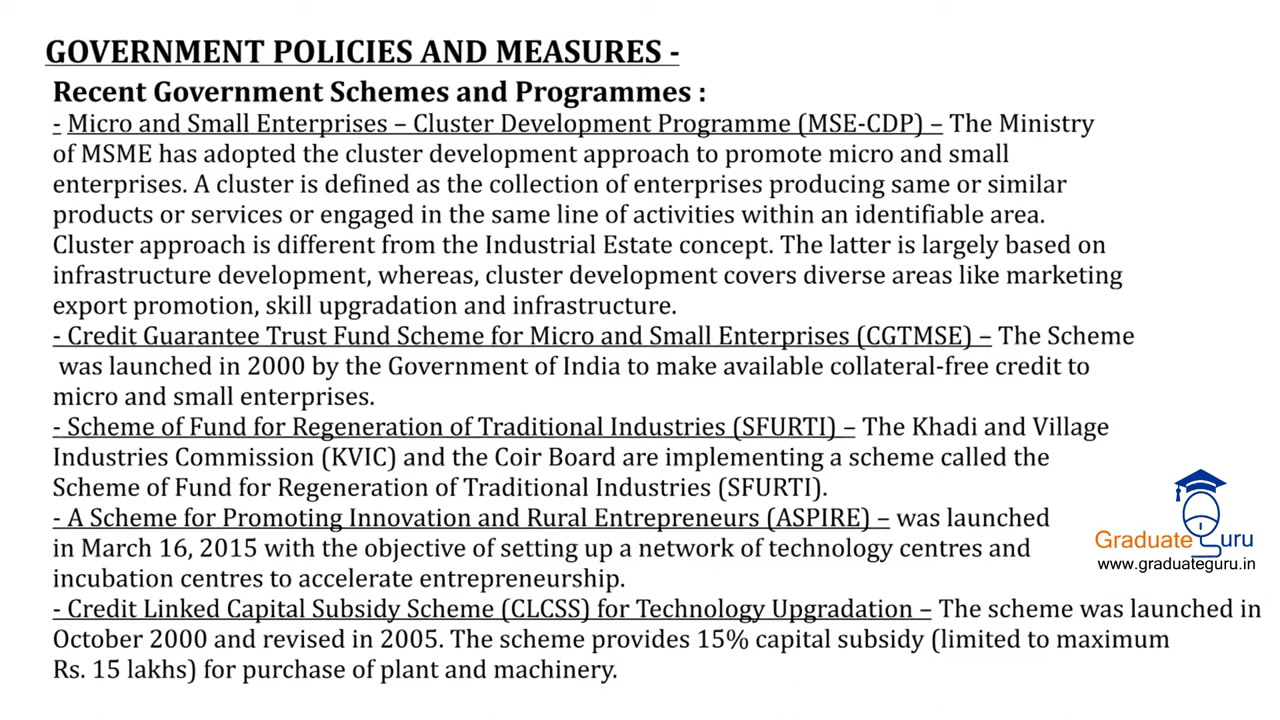 GOVERNMENT POLICIES AND MEASURES -
Recent Government Schemes and Programmes :
- Micro and Small Enterprises – Cluster Development Programme (MSE-CDP) – The Ministry
of MSME has adopted the cluster development approach to promote micro and small
enterprises. A cluster is defined as the collection of enterprises producing same or similar
products or services or engaged in the same line of activities within an identifiable area.
Cluster approach is different from the Industrial Estate concept. The latter is largely based on
infrastructure development, whereas, cluster development covers diverse areas like marketing
export promotion, skill upgradation and infrastructure.
- Credit Guarantee Trust Fund Scheme for Micro and Small Enterprises (CGTMSE) – The Scheme
was launched in 2000 by the Government of India to make available collateral-free credit to
micro and small enterprises.
- Scheme of Fund for Regeneration of Traditional Industries (SFURTI) – The Khadi and Village
Industries Commission (KVIC) and the Coir Board are implementing a scheme called the
Scheme of Fund for Regeneration of Traditional Industries (SFURTI).
- A Scheme for Promoting Innovation and Rural Entrepreneurs (ASPIRE) – was launched
in March 16, 2015 with the objective of setting up a network of technology centres and
incubation centres to accelerate entrepreneurship.
- Credit Linked Capital Subsidy Scheme (CLCSS) for Technology Upgradation – The scheme was launched in
October 2000 and revised in 2005. The scheme provides 15% capital subsidy (limited to maximum
Rs. 15 lakhs) for purchase of plant and machinery.
Graduate Guru
www.graduateguru.in